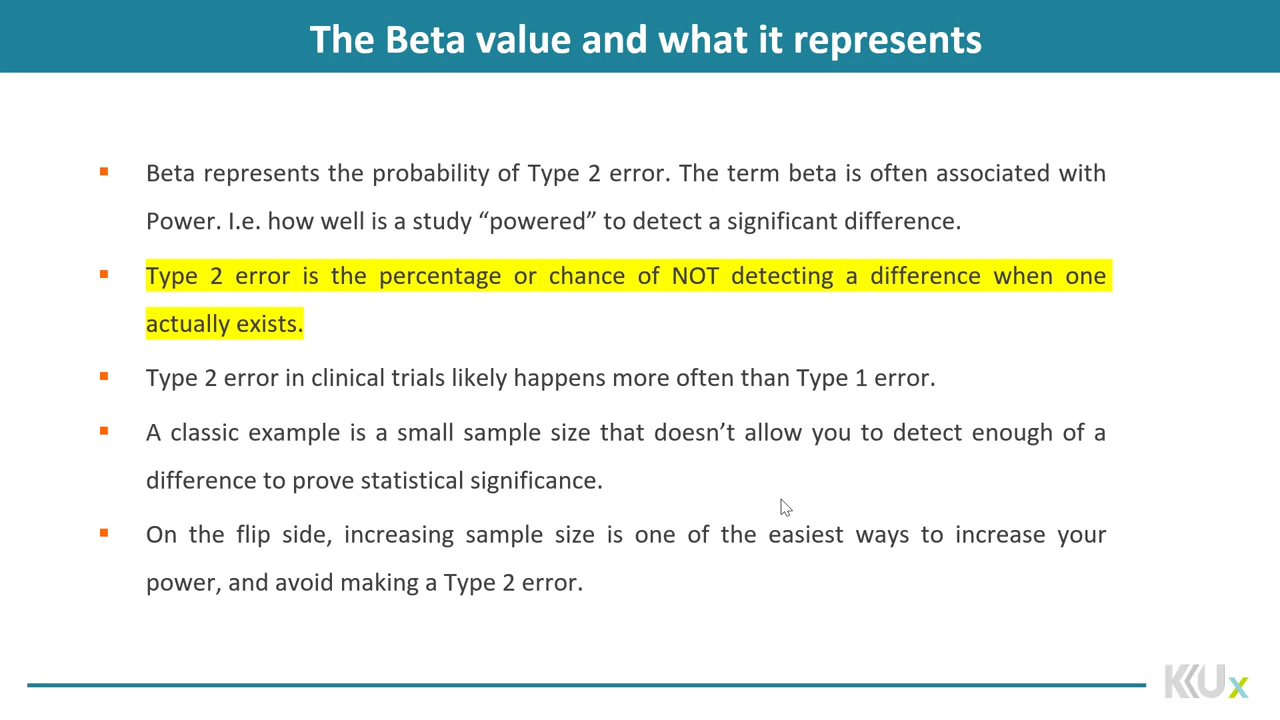 The Beta value and what it represents
Beta represents the probability of Type 2 error. The term beta is often associated with
Power. I.e. how well is a study “powered” to detect a significant difference.
Type 2 error is the percentage or chance of NOT detecting a difference when one
actually exists.
Type 2 error in clinical trials likely happens more often than Type 1 error.
A classic example is a small sample size that doesn’t allow you to detect enough of a
difference to prove statistical significance.
On the flip side, increasing sample size is one of the easiest ways to increase your
power, and avoid making a Type 2 error.
KKUx